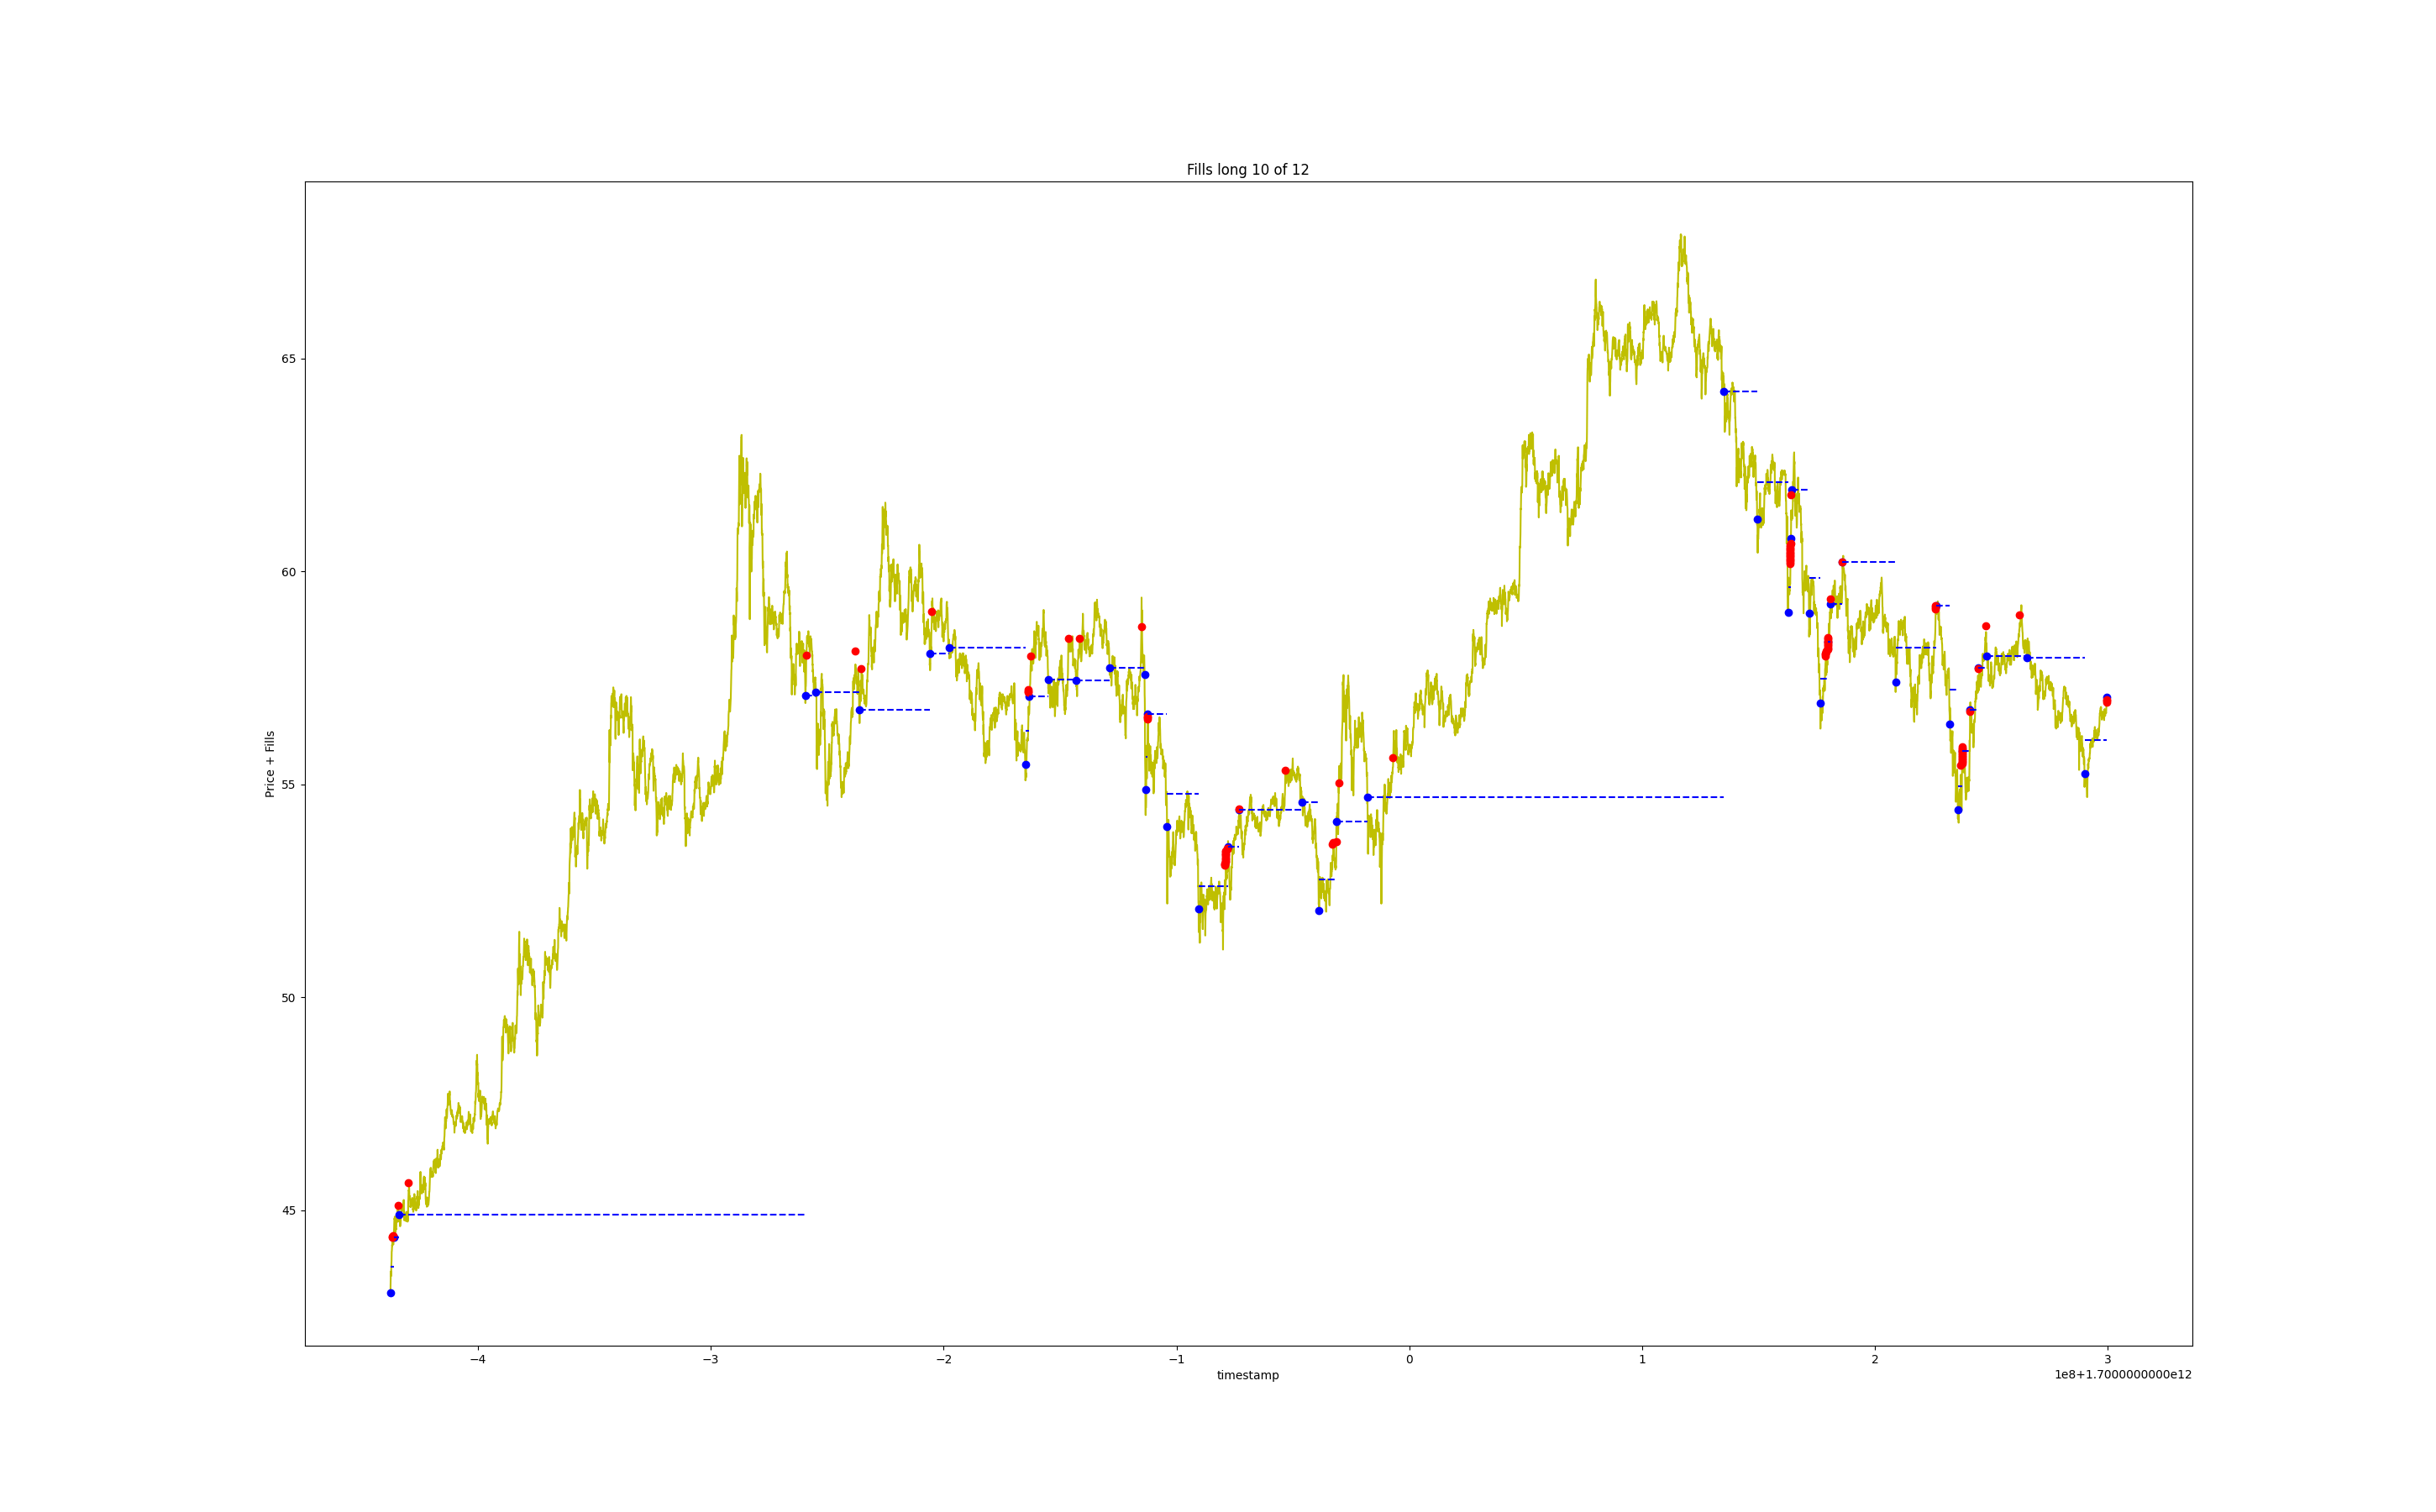 Fills long 10 of 12
Price + Fills
65
60
55
50
45
−4 −3 −2 −1 0 1 2 3
timestamp
1e8+1.7000000000e12